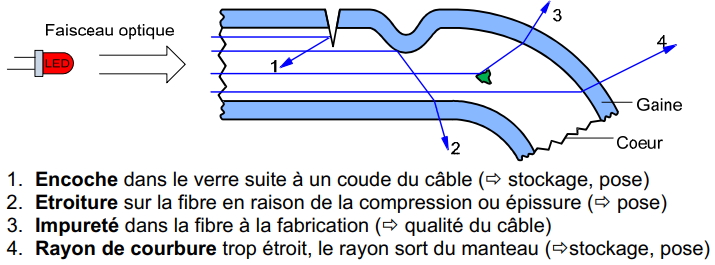 Faisceau optique
LED
1
2
3
4
Gaine
Coeur
1. Encoche dans le verre suite à un coude du câble (⇨ stockage, pose)
2. Etroiture sur la fibre en raison de la compression ou épissure (⇨ pose)
3. Impureté dans la fibre à la fabrication (⇨ qualité du câble)
4. Rayon de courbure trop étroit, le rayon sort du manteau (⇨stockage, pose)